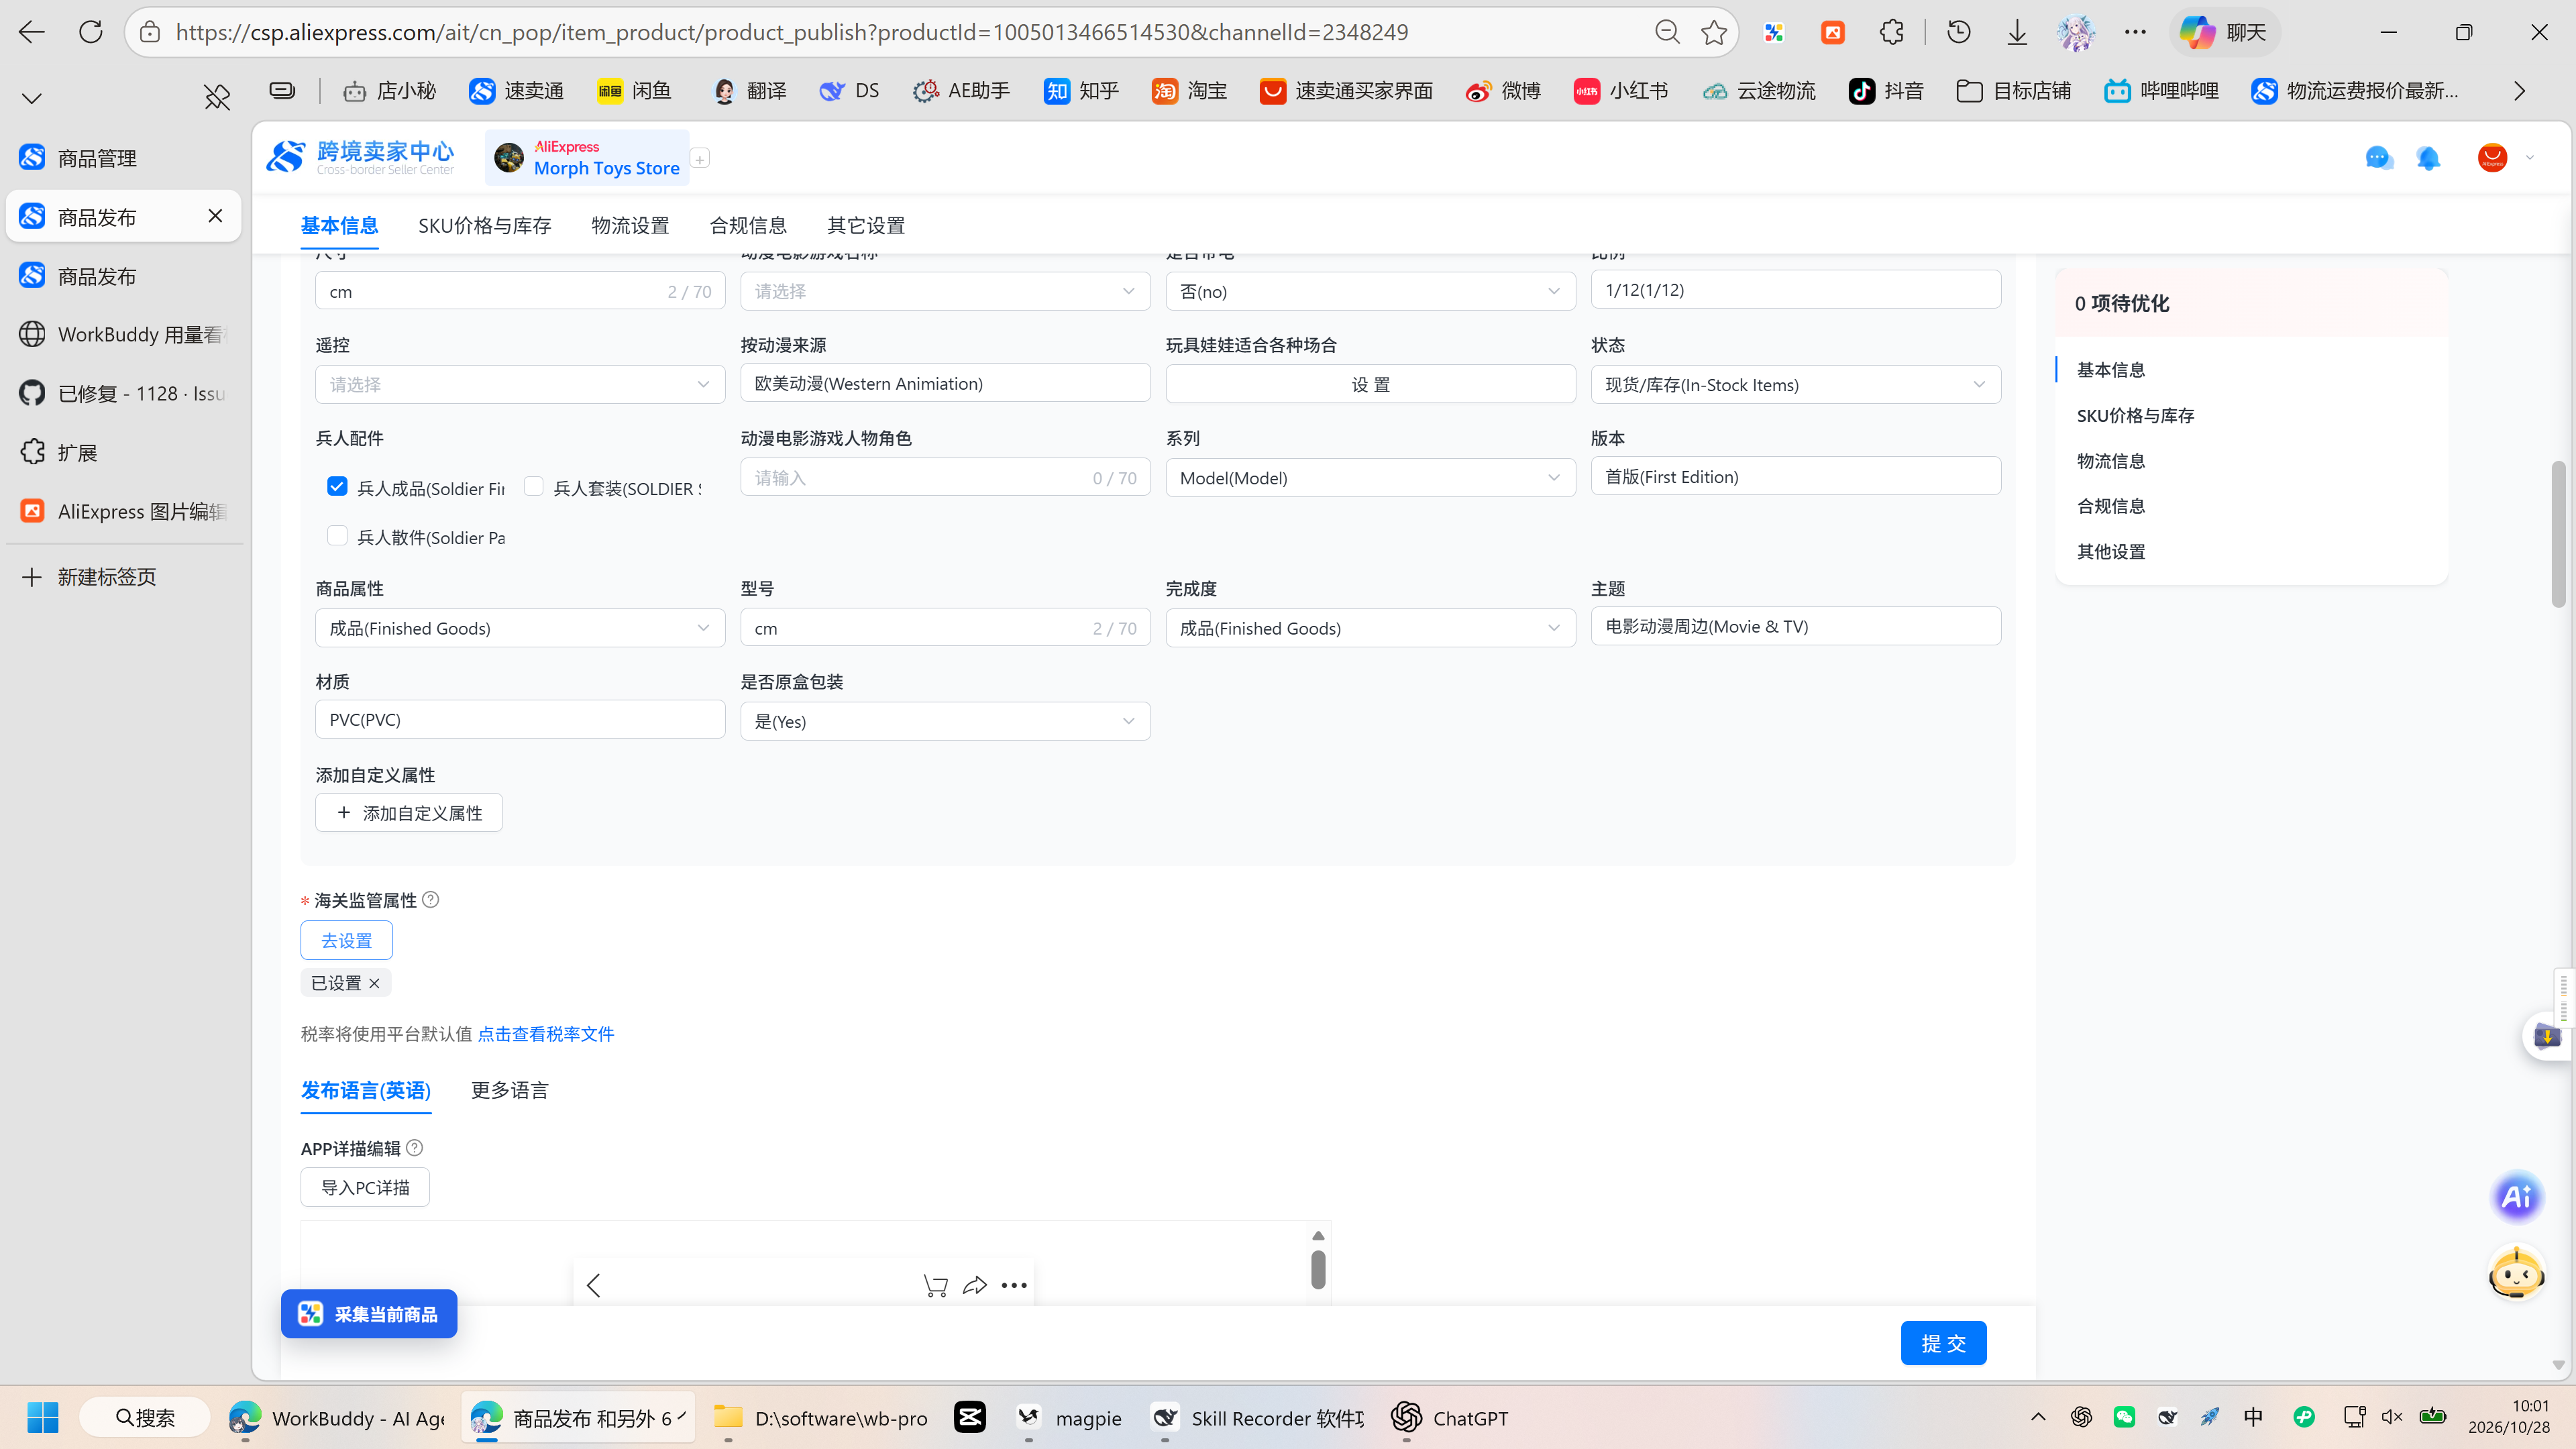 https://csp.aliexpress.com/ait/cn_pop/item_product/product_publish?productId=1005013466514530&channelId=2348249
聊天
店小秘
速卖通
闲鱼
翻译
DS
AE助手
知乎
淘宝
速卖通买家界面
微博
小红书
云途物流
抖音
目标店铺
哔哩哔哩
物流运费报价最新...
商品管理
商品发布
商品发布
WorkBuddy 用量看
已修复 - 1128 · Issu
扩展
AliExpress 图片编辑
新建标签页
跨境卖家中心
Cross-border Seller Center
AliExpress
Morph Toys Store
基本信息
SKU价格与库存
物流设置
合规信息
其它设置
尺寸
动漫电影游戏名称
是否带电
比例
cm
2 / 70
请选择
否(no)
1/12(1/12)
遥控
按动漫来源
玩具娃娃适合各种场合
状态
请选择
欧美动漫(Western Animiation)
设 置
现货/库存(In-Stock Items)
兵人配件
动漫电影游戏人物角色
系列
版本
兵人成品(Soldier Fir
兵人套装(SOLDIER
兵人散件(Soldier Pa
请输入
0 / 70
Model(Model)
首版(First Edition)
商品属性
型号
完成度
主题
成品(Finished Goods)
cm
2 / 70
成品(Finished Goods)
电影动漫周边(Movie & TV)
材质
是否原盒包装
PVC(PVC)
是(Yes)
添加自定义属性
添加自定义属性
* 海关监管属性
去设置
已设置
税率将使用平台默认值 点击查看税率文件
发布语言(英语)
更多语言
APP详描编辑
导入PC详描
采集当前商品
提 交
0 项待优化
基本信息
SKU价格与库存
物流信息
合规信息
其他设置
Ai
搜索
WorkBuddy - AI Age
商品发布 和另外 6
D:\software\wb-pro
magpie
Skill Recorder 软件
ChatGPT
中
10:01
2026/10/28